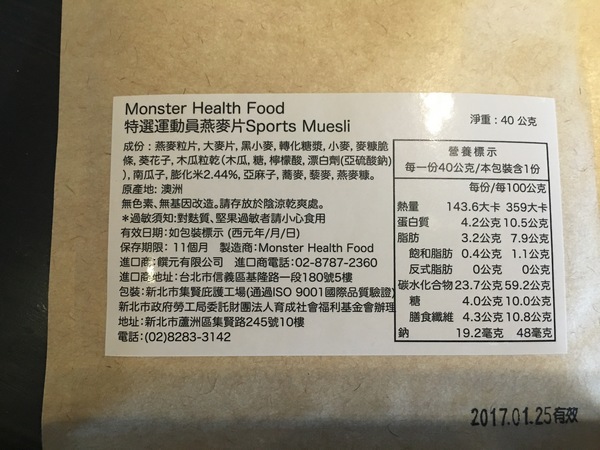 Monster Health Food
特選運動員燕麥片Sports Muesli
淨重：40 公克
成份：燕麥粒片, 大麥片, 黑小麥, 轉化糖漿, 小麥, 麥糠脆
條, 葵花子, 木瓜粒乾(木瓜, 糖, 檸檬酸, 漂白劑(亞硫酸鈉)
), 南瓜子, 膨化米2.44%, 亞麻子, 蕎麥, 藜麥, 燕麥糠。
原產地: 澳洲
無色素、無基因改造。請存放於陰涼乾爽處。
*過敏須知:對麩質、堅果過敏者請小心食用
有效日期:如包裝標示 (西元年/月/日)
保存期限： 11個月 製造商：Monster Health Food
進口商：饌元有限公司 進口商電話：02-8787-2360
進口商地址：台北市信義區基隆路一段180號5樓
包裝：新北市集賢庇護工場(通過ISO 9001國際品質驗證)
新北市政府勞工局委託財團法人育成社會福利基金會辦理
地址：新北市蘆洲區集賢路245號10樓
電話：(02)8283-3142
營養標示
每一份40公克/本包裝含1份
每份/每100公克
熱量 143.6大卡 359大卡
蛋白質 4.2公克 10.5公克
脂肪 3.2公克 7.9公克
飽和脂肪 0.4公克 1.1公克
反式脂肪 0公克 0公克
碳水化合物 23.7公克 59.2公克
糖 4.0公克 10.0公克
膳食纖維 4.3公克 10.8公克
鈉 19.2毫克 48毫克
2017.01.25有效